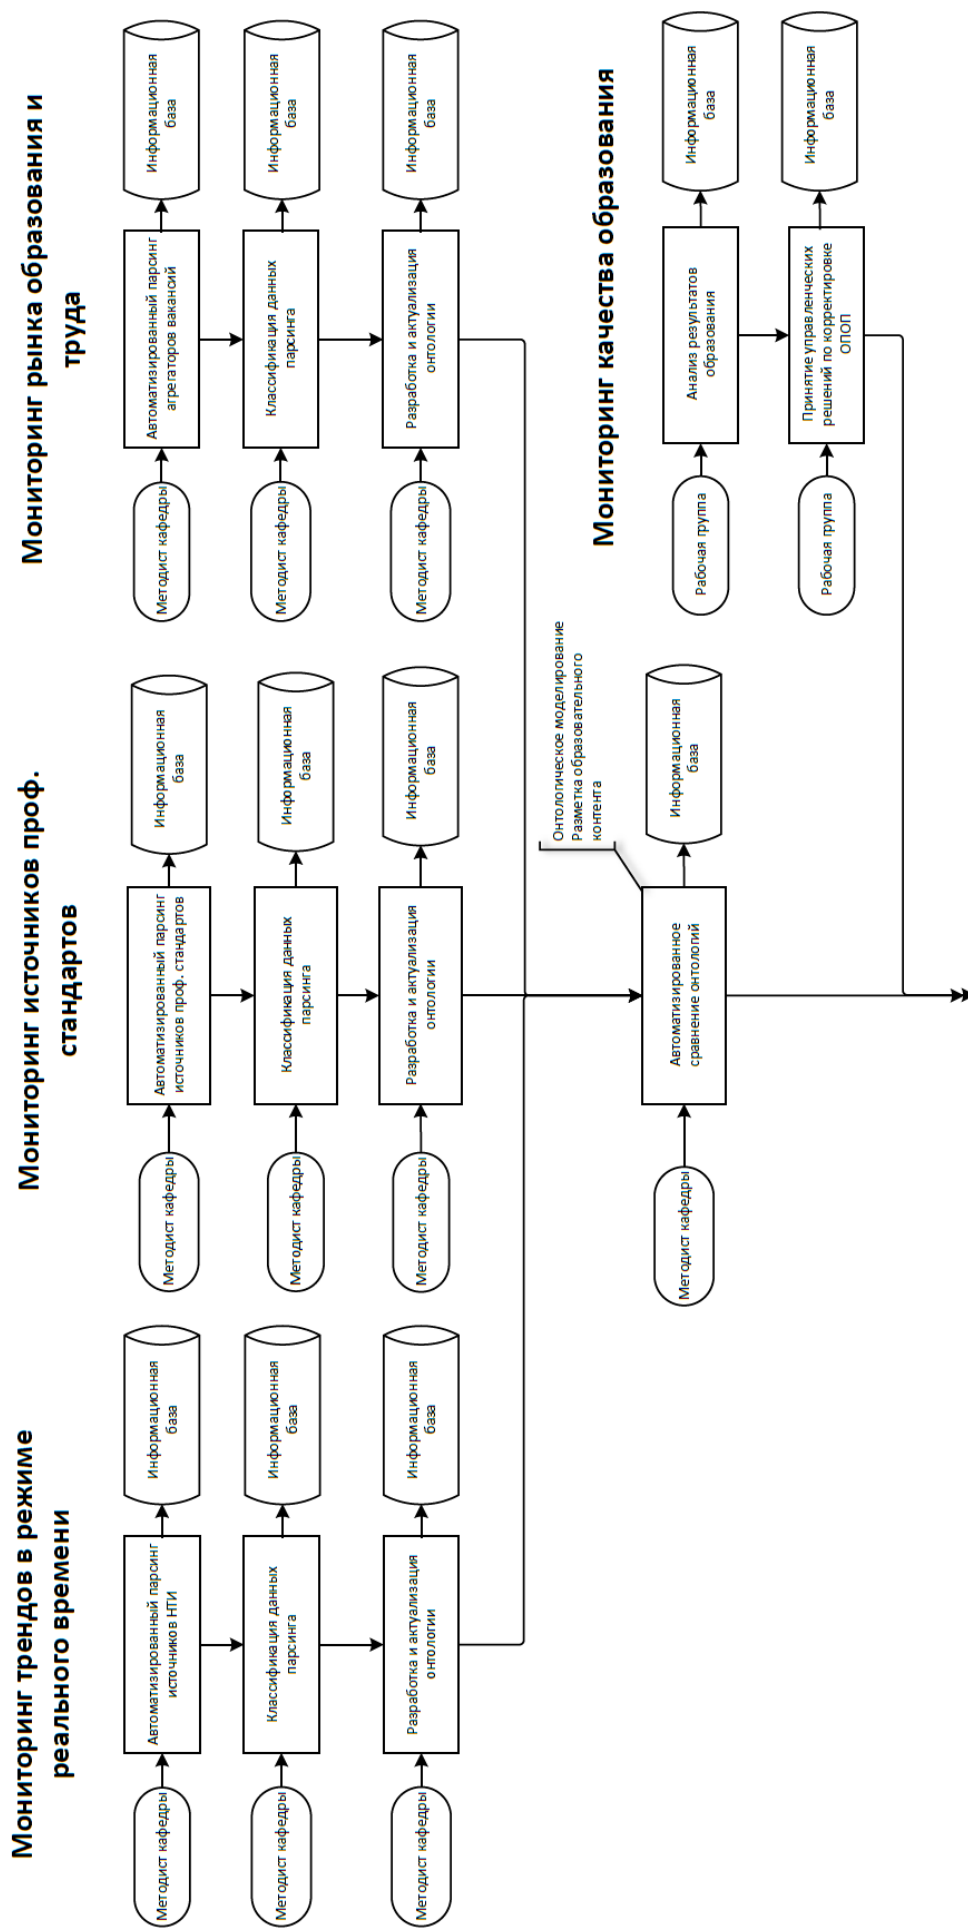 Мониторинг трендов в режиме
реального времени
Методист кафедры
Автоматизированный парсинг
источников НТИ
Информационная
база
Методист кафедры
Классификация данных
парсинга
Информационная
база
Методист кафедры
Разработка и актуализация
онтологии
Информационная
база
Мониторинг источников проф.
стандартов
Методист кафедры
Автоматизированный парсинг
источников проф. стандартов
Информационная
база
Методист кафедры
Классификация данных
парсинга
Информационная
база
Методист кафедры
Разработка и актуализация
онтологии
Информационная
база
Мониторинг рынка образования и
труда
Методист кафедры
Автоматизированный парсинг
агрегаторов вакансий
Информационная
база
Методист кафедры
Классификация данных
парсинга
Информационная
база
Методист кафедры
Разработка и актуализация
онтологии
Информационная
база
Онтологическое моделирование
Разметка образовательного
контента
Методист кафедры
Автоматизированное
сравнение онтологий
Информационная
база
Мониторинг качества образования
Рабочая группа
Анализ результатов
образования
Информационная
база
Рабочая группа
Принятие управленческих
решений по корректировке
ОПОП
Информационная
база